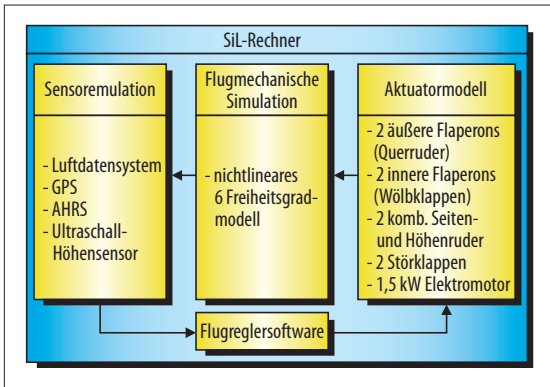 SiL-Rechner
Sensoremulation
- Luftdatensystem
- GPS
- AHRS
- Ultraschall-
Höhensensor
Flugmechanische
Simulation
- nichtlineares
6 Freiheitsgrad-
modell
Aktuatormodell
- 2 äußere Flaperons
(Querruder)
- 2 innere Flaperons
(Wölbklappen)
- 2 komb. Seiten-
und Höhenruder
- 2 Störklappen
- 1,5 kW Elektromotor
Flugreglersoftware